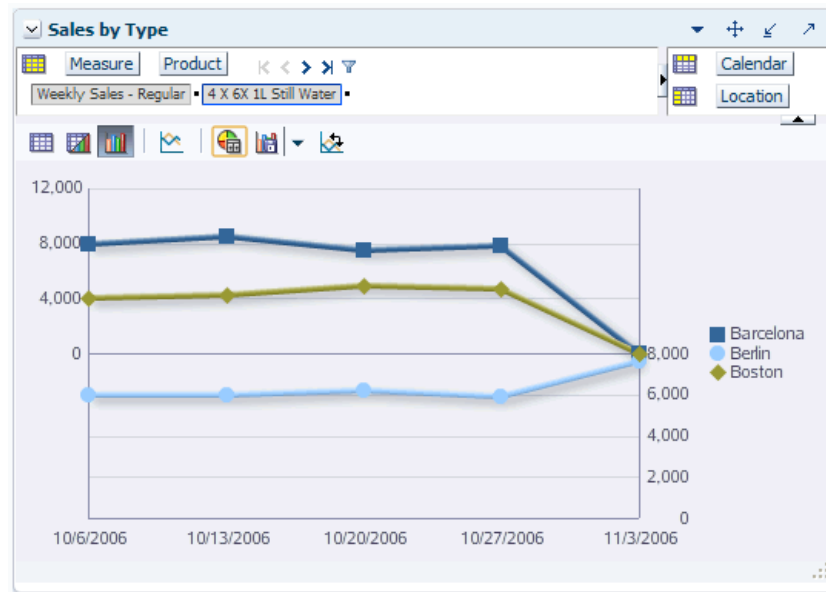 Sales by Type
Measure Product Calendar
Weekly Sales - Regular 4 X 6X 1L Still Water Location
12,000
8,000
4,000
0 8,000
6,000
4,000
2,000
0
Barcelona
Berlin
Boston
10/6/2006 10/13/2006 10/20/2006 10/27/2006 11/3/2006